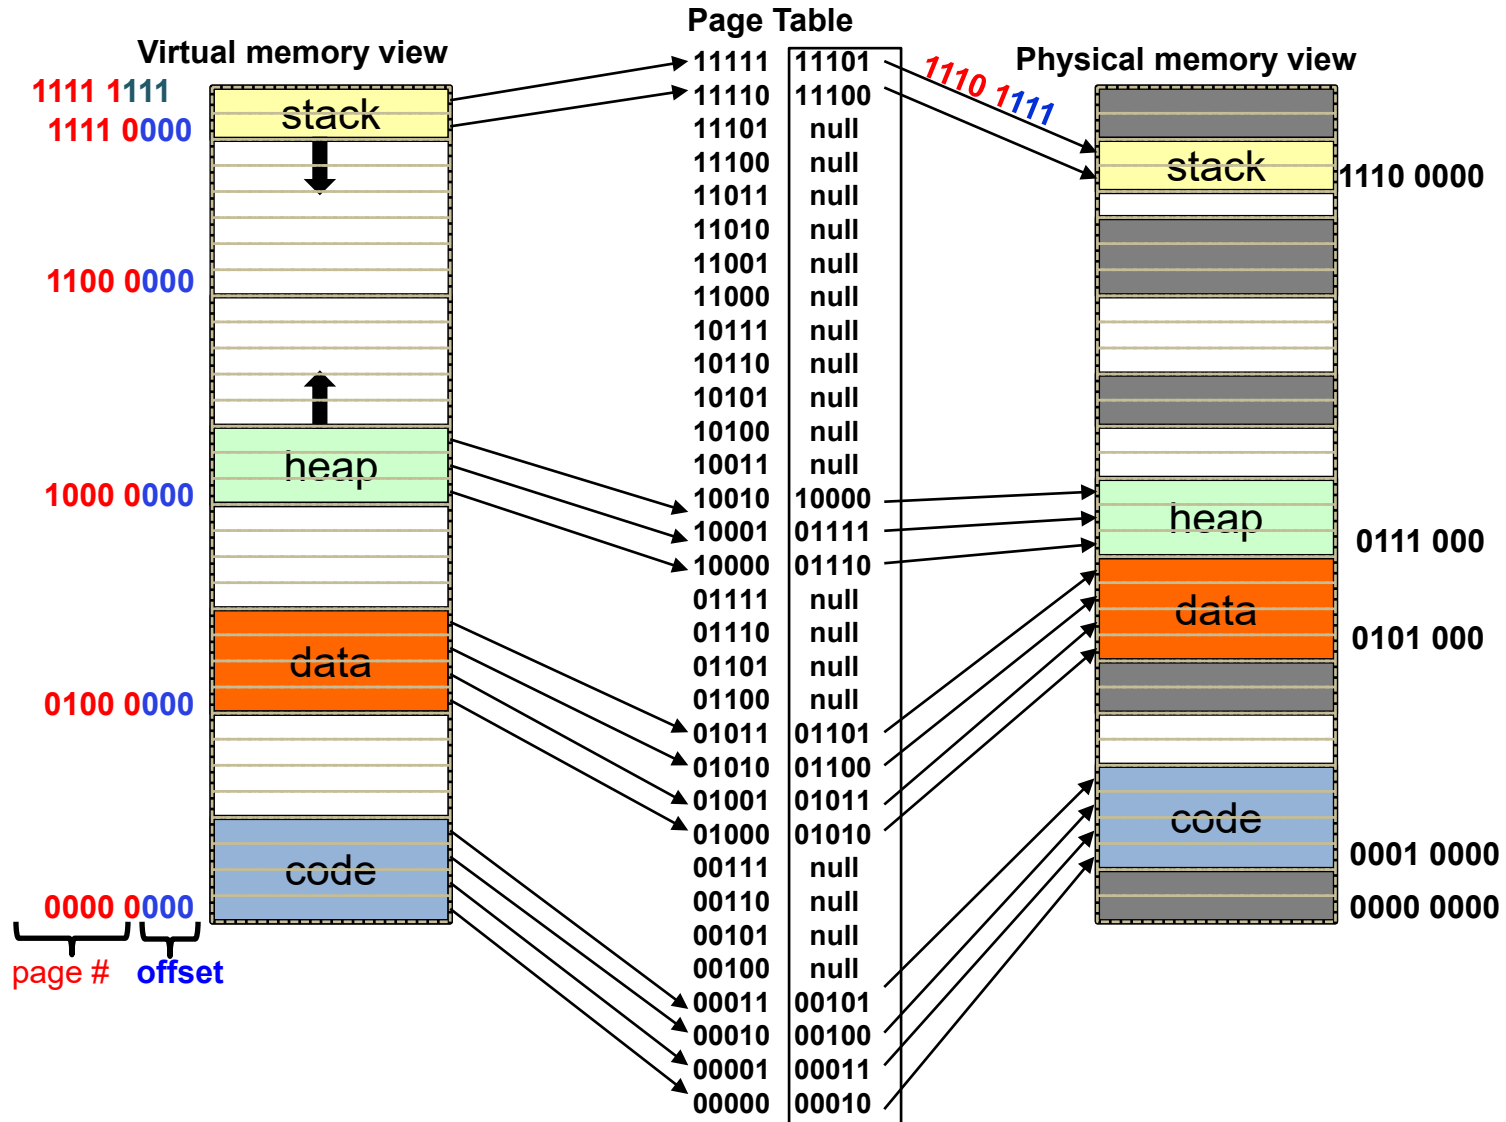 Page Table
Virtual memory view
Physical memory view
1111 1111
1111 0000
1100 0000
1000 0000
0100 0000
0000 0000
page # offset
stack
heap
data
code
11111 11101
11110 11100
11101 null
11100 null
11011 null
11010 null
11001 null
11000 null
10111 null
10110 null
10101 null
10100 null
10011 null
10010 10000
10001 01111
10000 01110
01111 null
01110 null
01101 null
01100 null
01011 01101
01010 01100
01001 01011
01000 01010
00111 null
00110 null
00101 null
00100 null
00011 00101
00010 00100
00001 00011
00000 00010
1110 1111
stack
heap
data
code
1110 0000
0111 000
0101 000
0001 0000
0000 0000